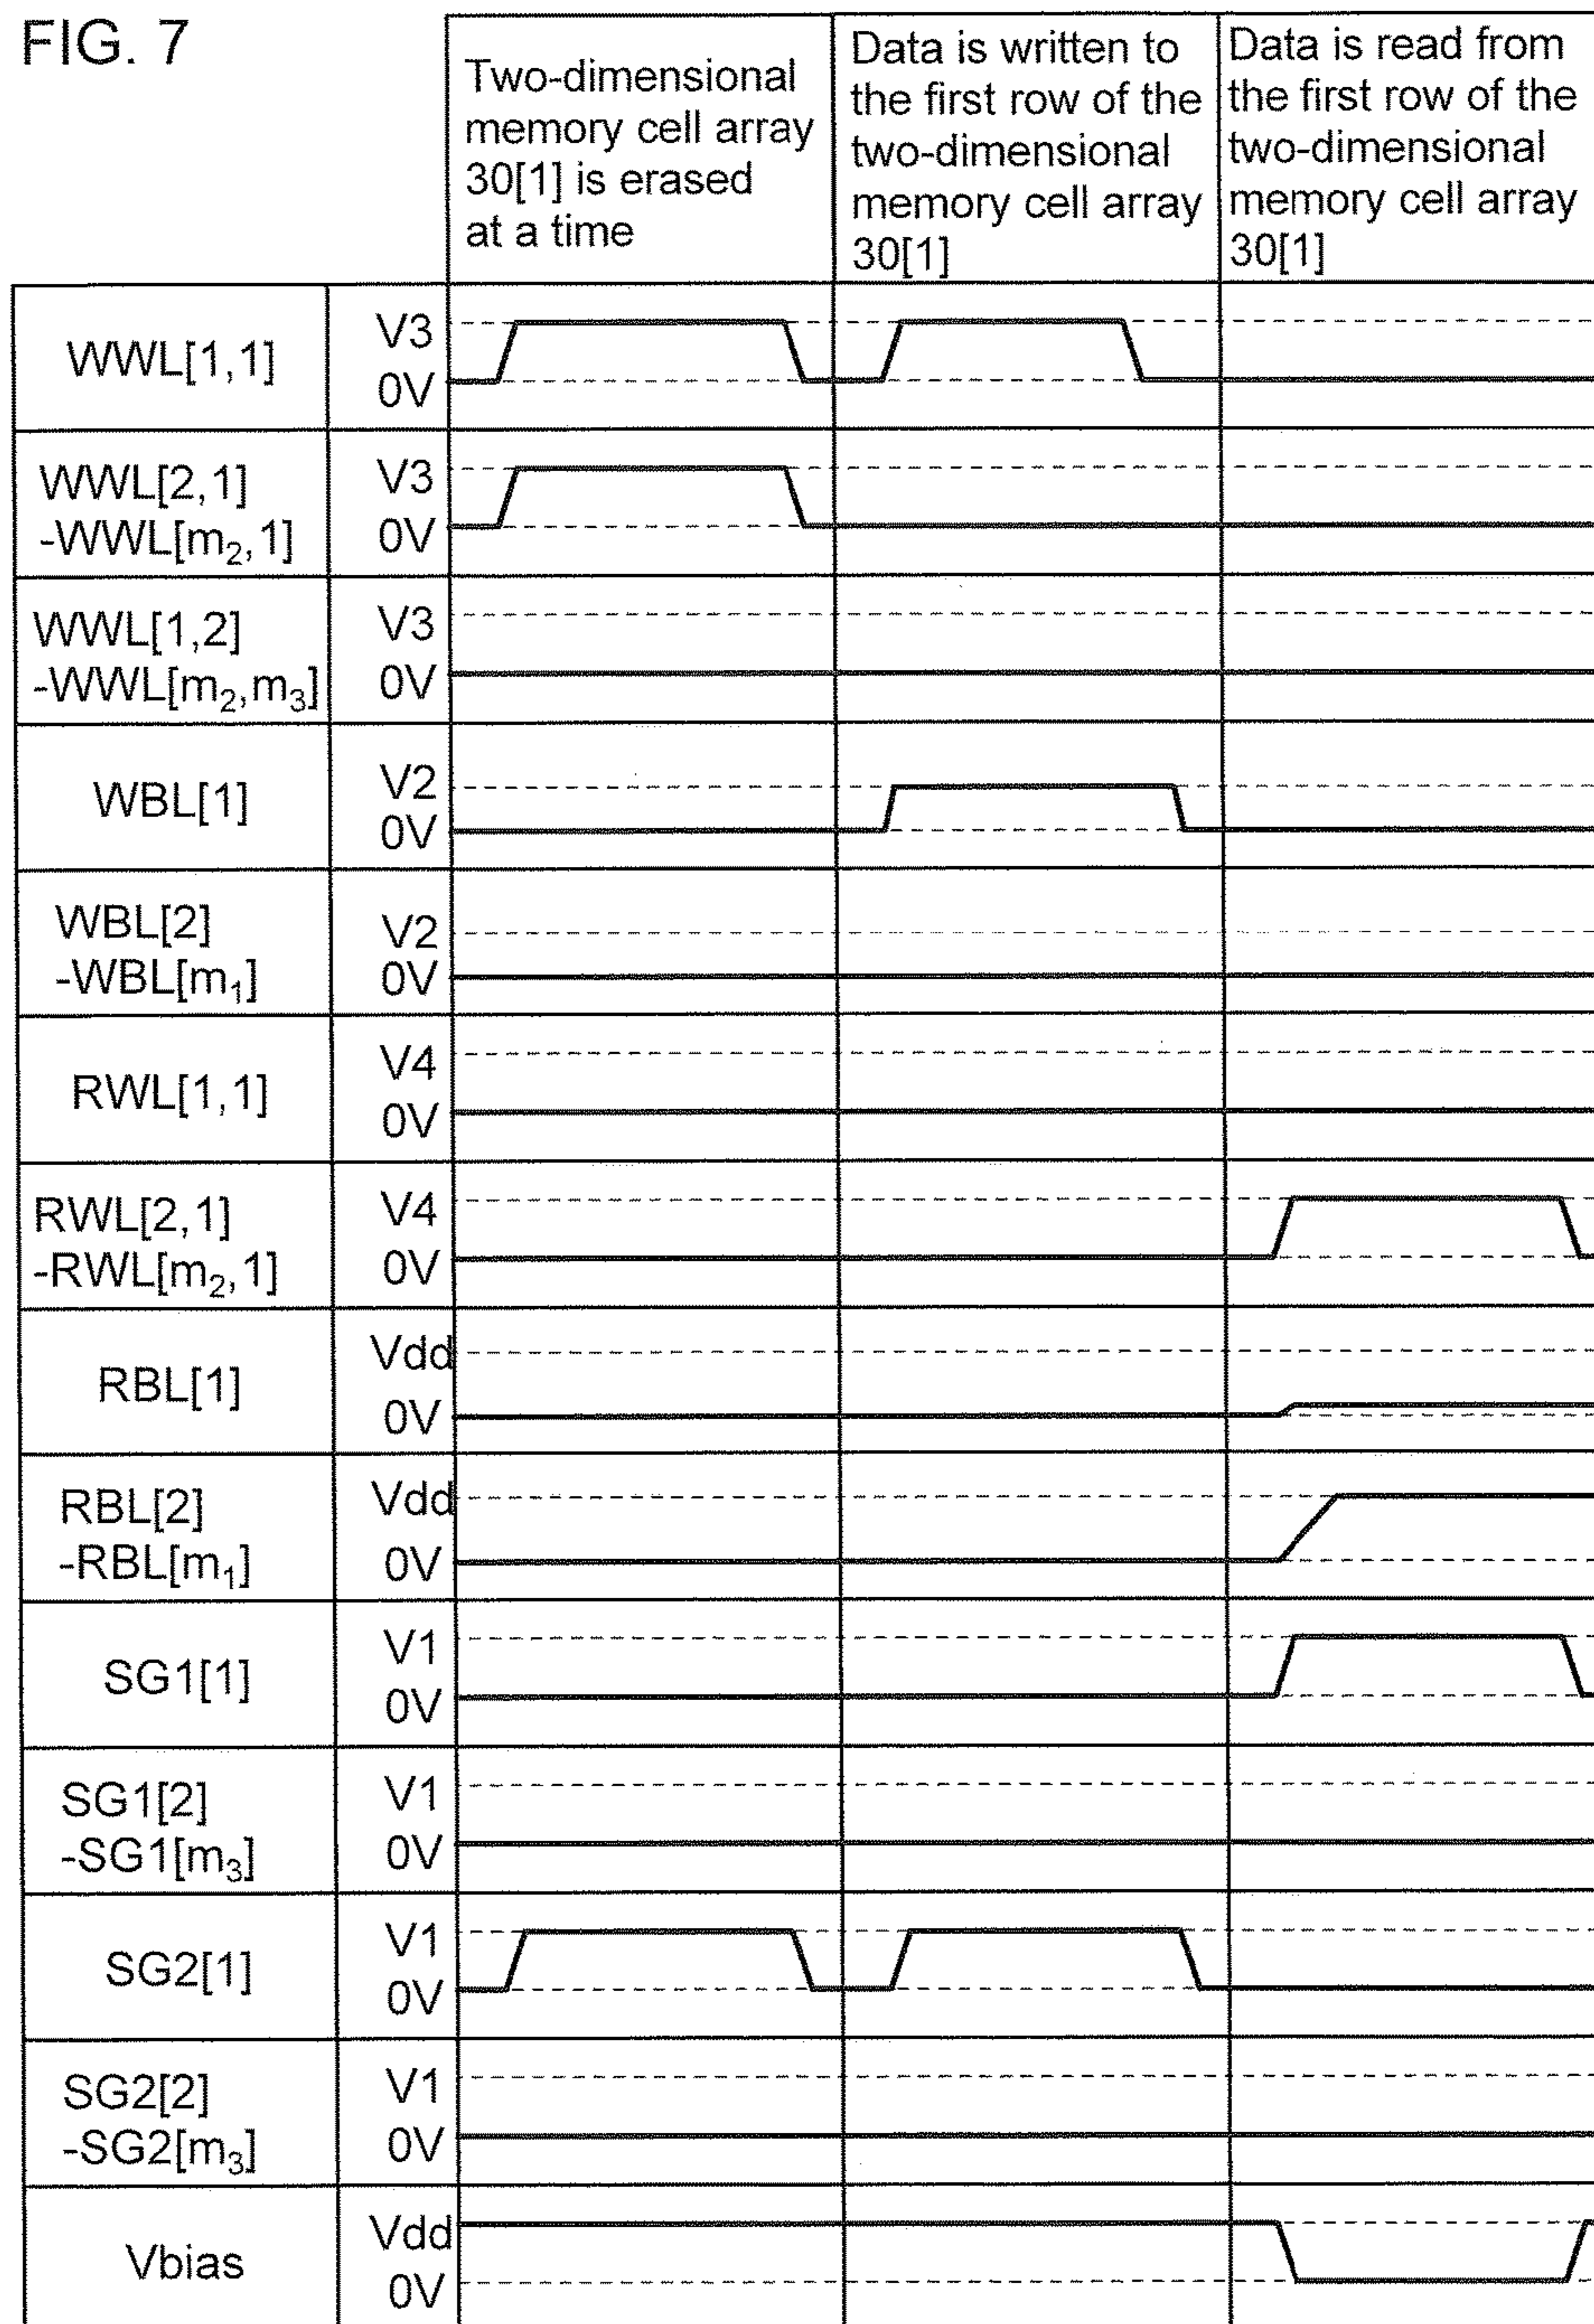 FIG. 7
Two-dimensional
memory cell array
30[1] is erased
at a time
Data is written to
the first row of the
two-dimensional
memory cell array
30[1]
Data is read from
the first row of the
two-dimensional
memory cell array
30[1]
WWL[1,1]
V3
0V
WWL[2,1]
-WWL[m₂,1]
V3
0V
WWL[1,2]
-WWL[m₂,m₃]
V3
0V
WBL[1]
V2
0V
WBL[2]
-WBL[m₁]
V2
0V
RWL[1,1]
V4
0V
RWL[2,1]
-RWL[m₂,1]
V4
0V
RBL[1]
Vdd
0V
RBL[2]
-RBL[m₁]
Vdd
0V
SG1[1]
V1
0V
SG1[2]
-SG1[m₃]
V1
0V
SG2[1]
V1
0V
SG2[2]
-SG2[m₃]
V1
0V
Vbias
Vdd
0V